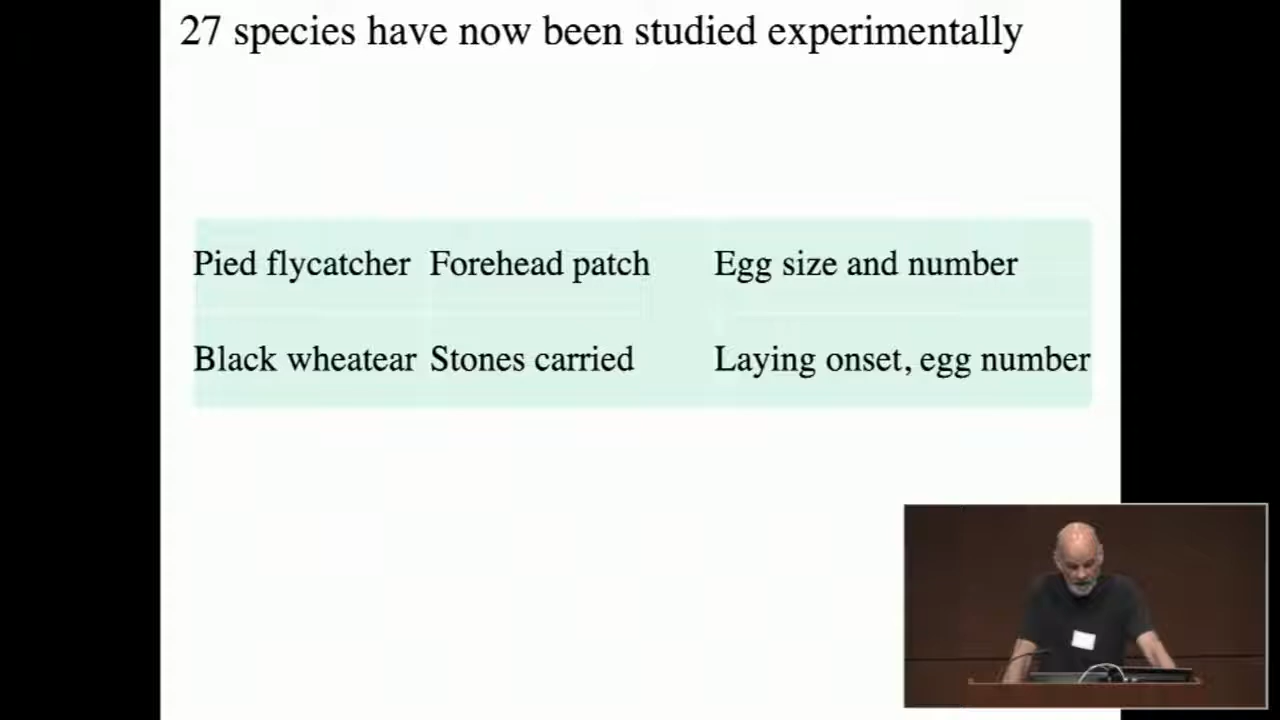 27 species have now been studied experimentally
Pied flycatcher Forehead patch Egg size and number
Black wheatear Stones carried Laying onset, egg number